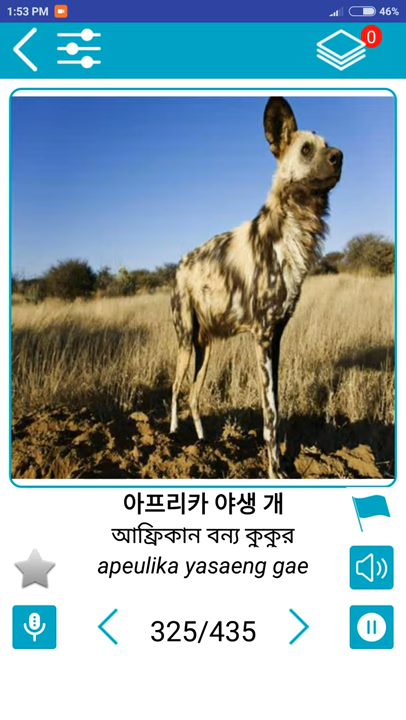 1:53 PM
46%
0
아프리카 야생 개
আফ্রিকান বন্য কুকুর
apeulika yasaeng gae
325/435